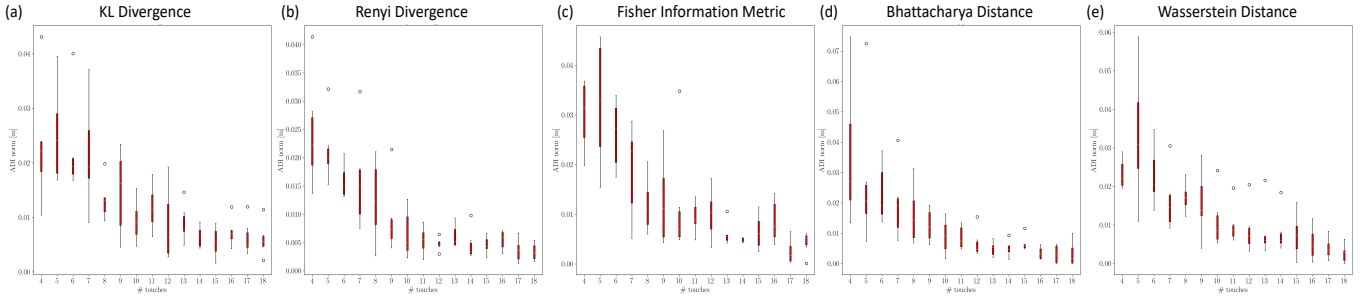 (a) KL Divergence
ADI norm [m]
0.04
0.03
0.02
0.01
0.00
4 5 6 7 8 9 10 11 12 13 14 15 16 17 18
# touches
(b) Renyi Divergence
ADI norm [m]
0.040
0.035
0.030
0.025
0.020
0.015
0.010
0.005
0.000
4 5 6 7 8 9 10 11 12 13 14 15 16 17 18
# touches
(c) Fisher Information Metric
ADI norm [m]
0.04
0.03
0.02
0.01
0.00
4 5 6 7 8 9 10 11 12 13 14 15 16 17 18
# touches
(d) Bhattacharya Distance
ADI norm [m]
0.07
0.06
0.05
0.04
0.03
0.02
0.01
0.00
4 5 6 7 8 9 10 11 12 13 14 15 16 17 18
# touches
(e) Wasserstein Distance
ADI norm [m]
0.06
0.05
0.04
0.03
0.02
0.01
0.00
4 5 6 7 8 9 10 11 12 13 14 15 16 17 18
# touches